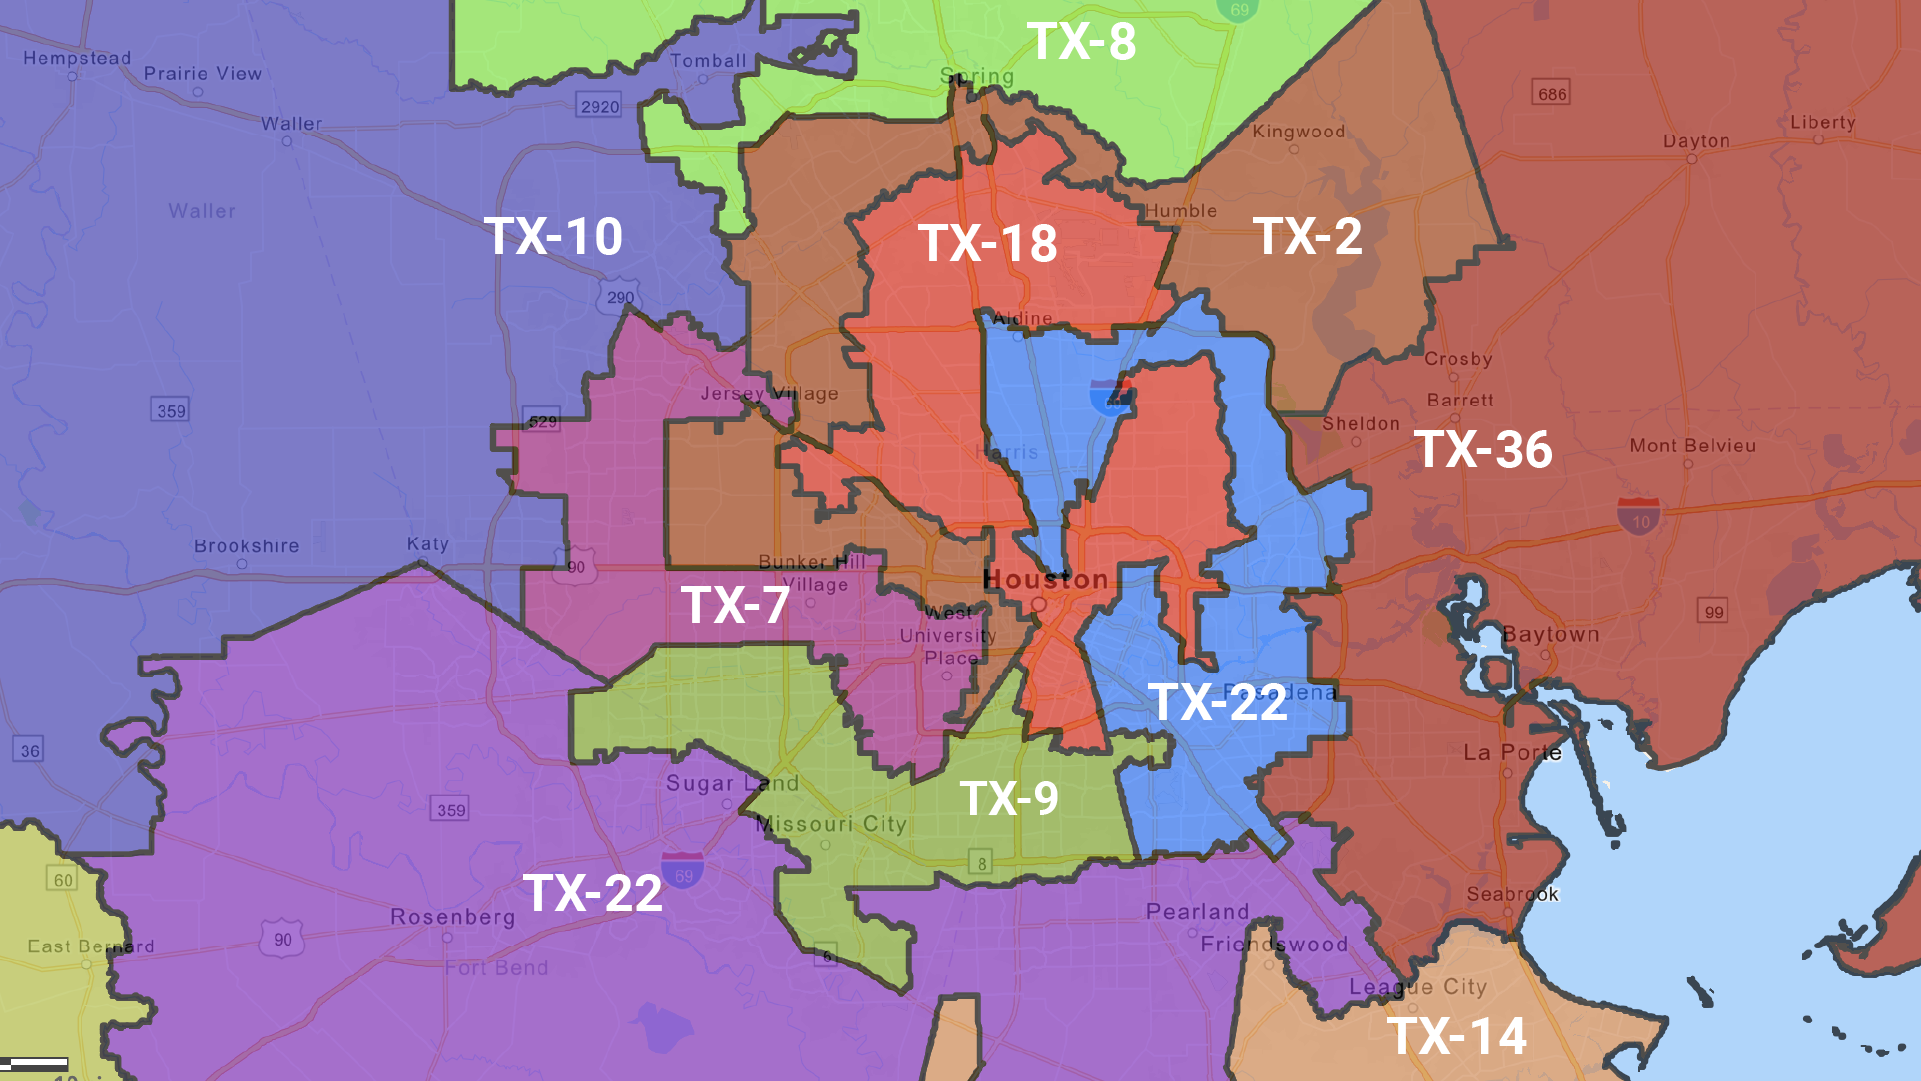 69
TX-8
Hempstead
Tomball
Prairie View
Spring
686
2920
Waller
Kingwood
Dayton
Liberty
Waller
Humble
TX-10
TX-18
TX-2
290
Aldine
Crosby
Jersey Village
Barrett
359
529
Sheldon
TX-36
Mont Belvieu
Harris
10
Brookshire
Katy
90
Bunker Hill
Village
Houston
TX-7
West
University
Place
99
Baytown
TX-22
Pasadena
36
La Porte
Sugar Land
TX-9
359
Missouri City
8
60
69
TX-22
Seabrook
Rosenberg
Pearland
90
East Bernard
6
Friendswood
Fort Bend
League City
TX-14